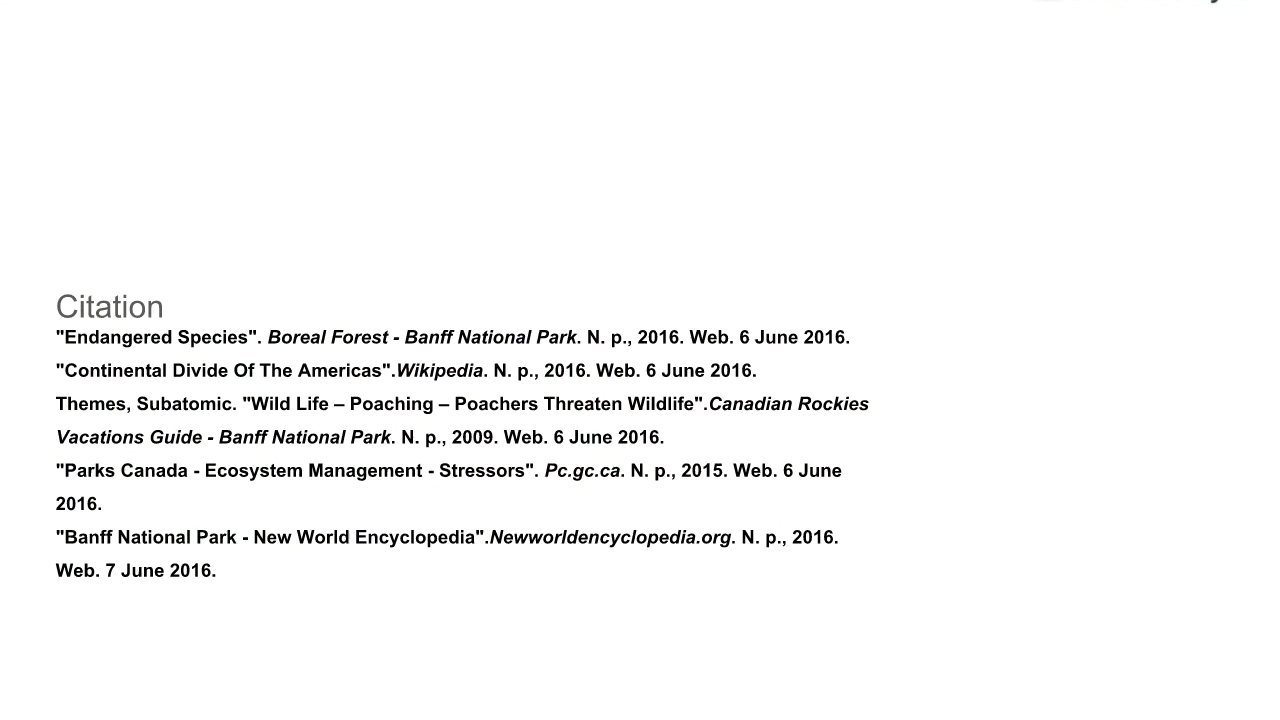 Citation
"Endangered Species". Boreal Forest - Banff National Park. N. p., 2016. Web. 6 June 2016.
"Continental Divide Of The Americas".Wikipedia. N. p., 2016. Web. 6 June 2016.
Themes, Subatomic. "Wild Life – Poaching – Poachers Threaten Wildlife".Canadian Rockies
Vacations Guide - Banff National Park. N. p., 2009. Web. 6 June 2016.
"Parks Canada - Ecosystem Management - Stressors". Pc.gc.ca. N. p., 2015. Web. 6 June
2016.
"Banff National Park - New World Encyclopedia".Newworldencyclopedia.org. N. p., 2016.
Web. 7 June 2016.